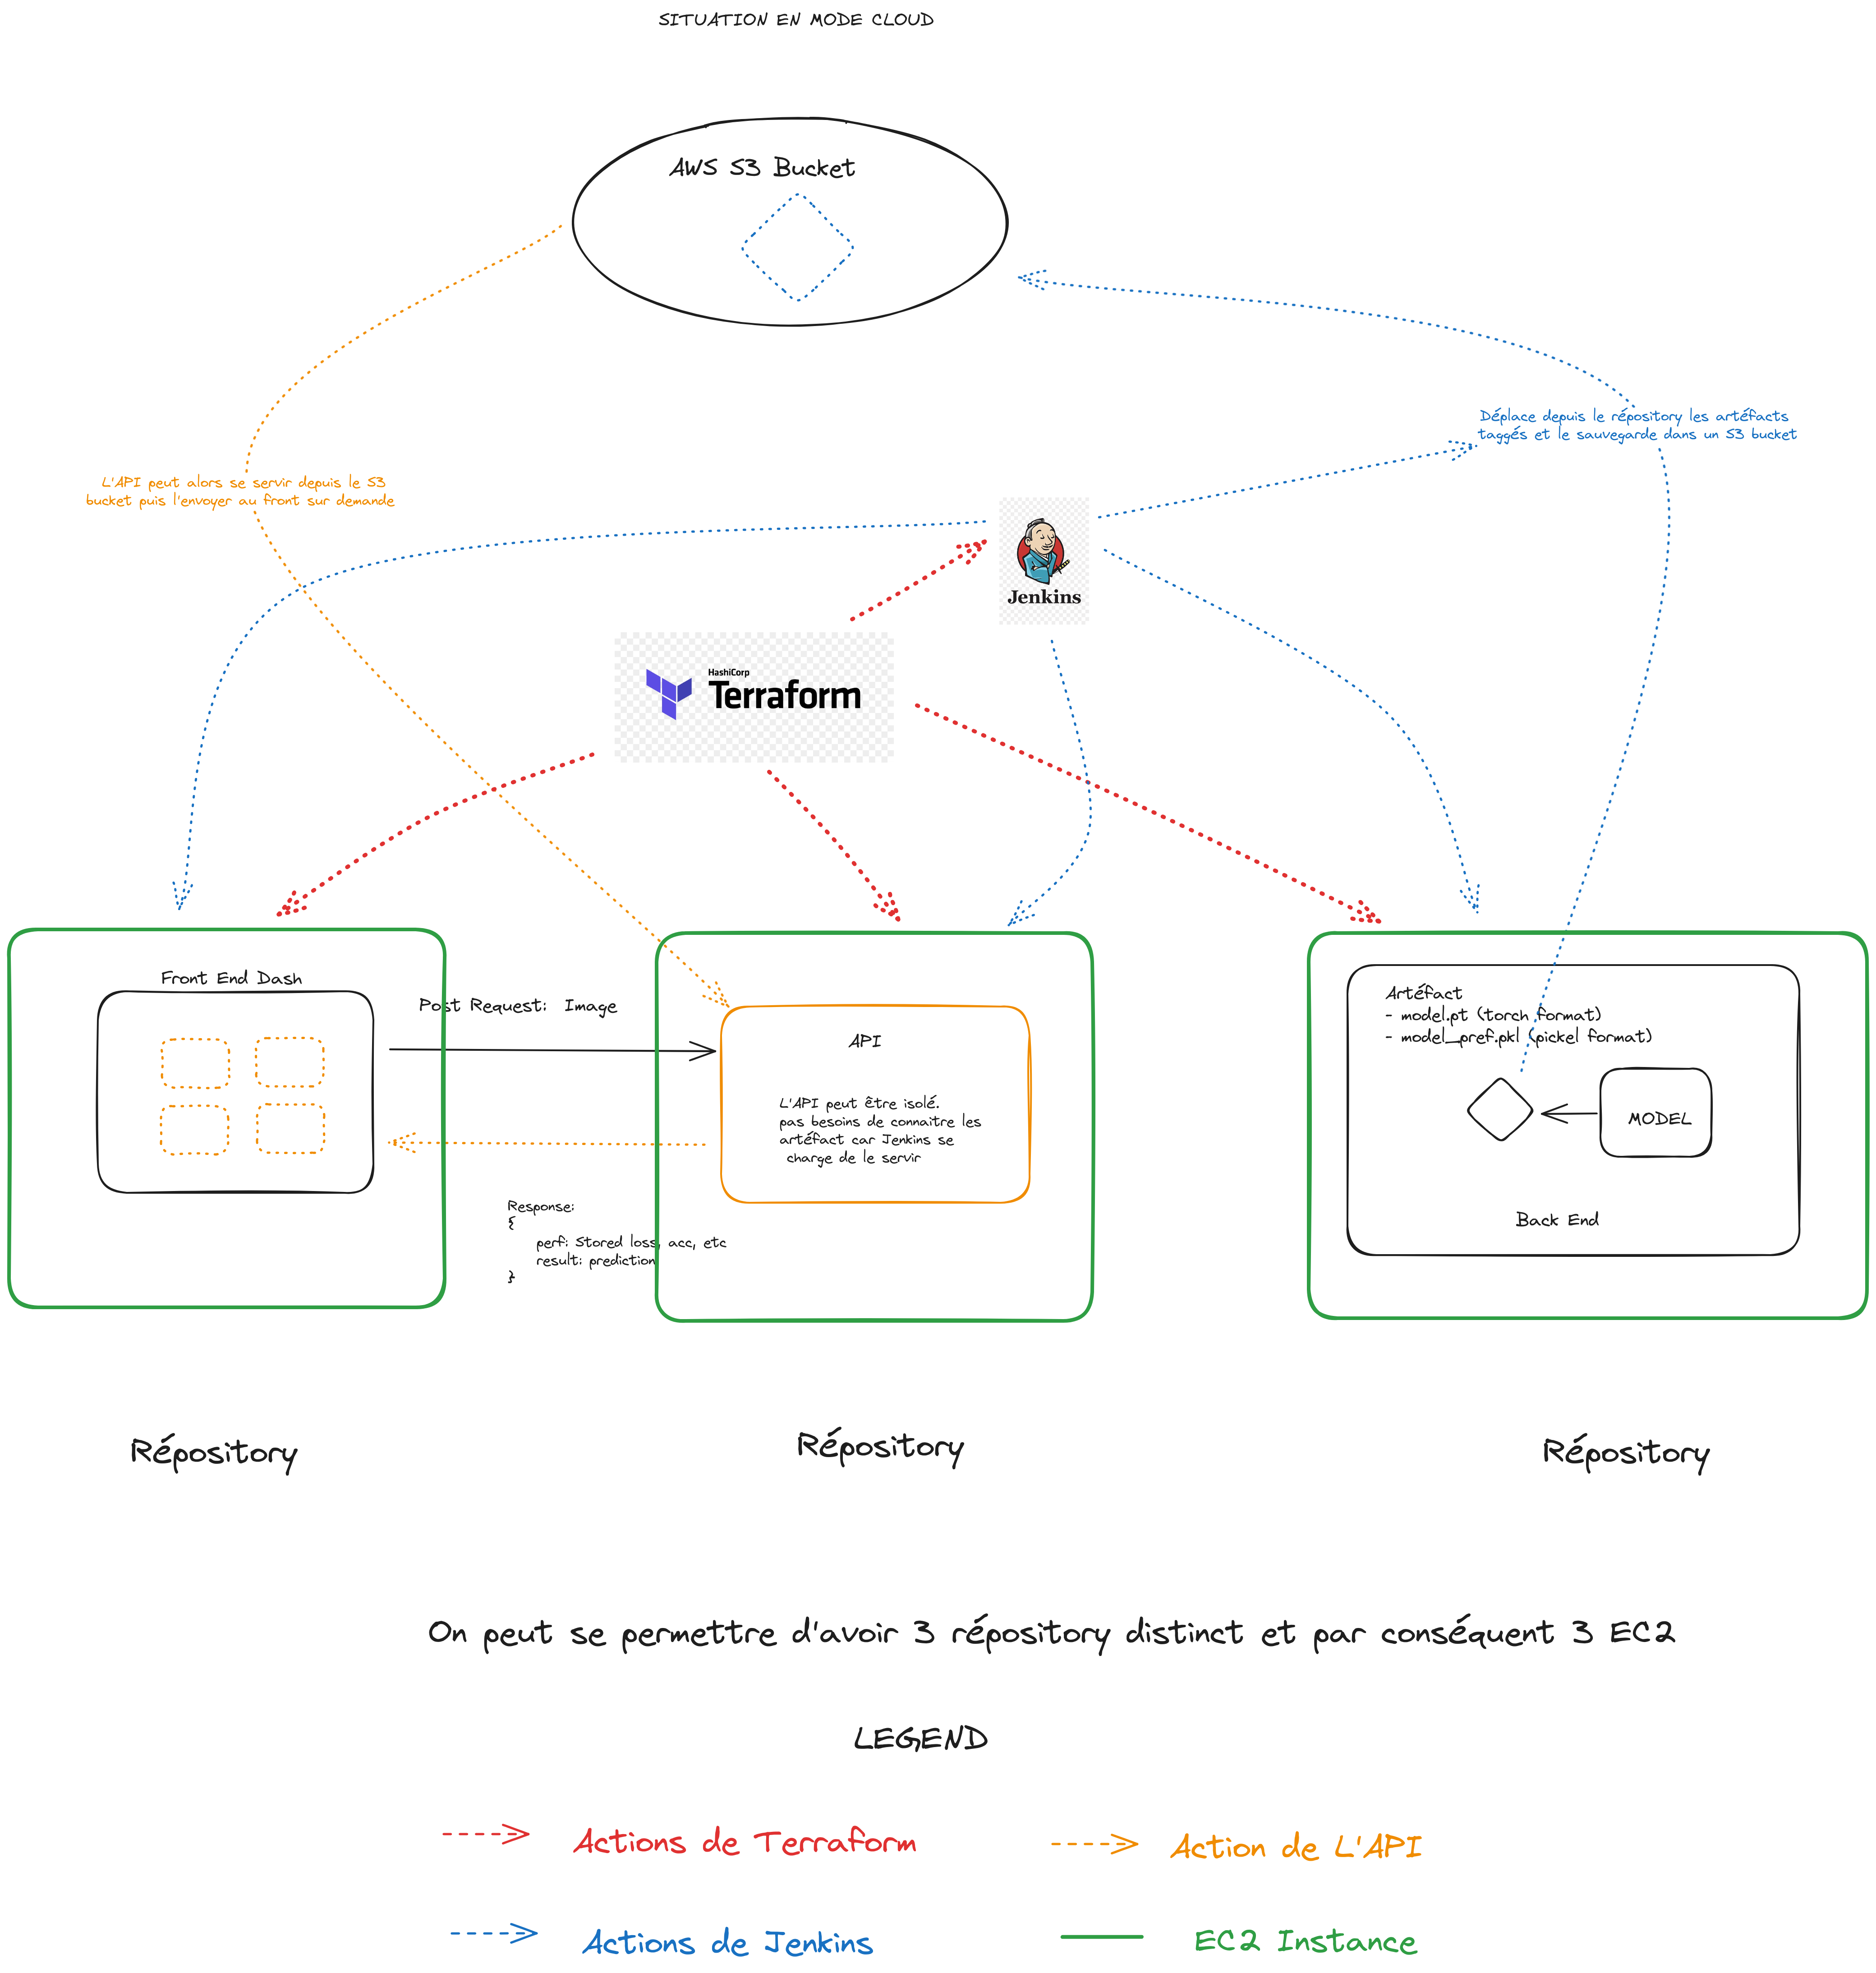 SITUATION EN MODE CLOUD
AWS S3 Bucket
Déplace depuis le répository les artéfacts
taggés et le sauvegarde dans un S3 bucket
L'API peut alors se servir depuis le S3
bucket puis l'envoyer au front sur demande
Jenkins
HashiCorp
Terraform
Front End Dash
Post Request: Image
API
L'API peut être isolé.
pas besoins de connaitre les
artéfact car Jenkins se
charge de le servir
Response:
{
perf: Stored loss, acc, etc
result: prediction
}
Artéfact
- model.pt (torch format)
- model_pref.pkl (pickel format)
MODEL
Back End
Répository
Répository
Répository
On peut se permettre d'avoir 3 répository distinct et par conséquent 3 EC2
LEGEND
Actions de Terraform
Action de L'API
Actions de Jenkins
EC2 Instance